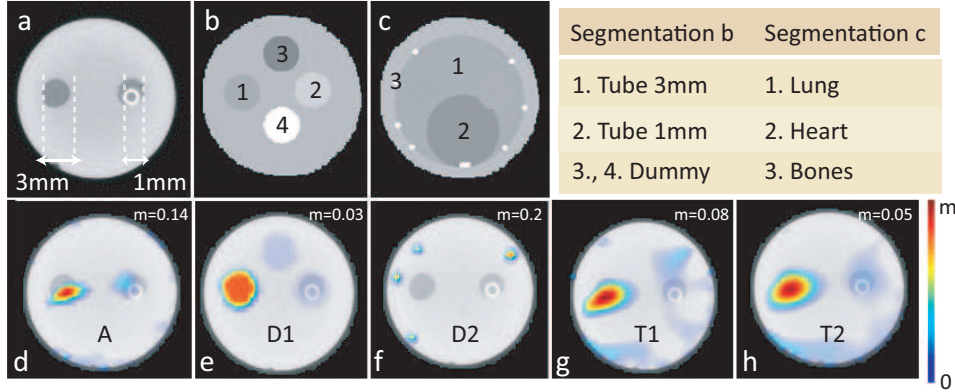 a
3mm
1mm
b
3
1
2
4
c
1
3
2
Segmentation b Segmentation c
1. Tube 3mm 1. Lung
2. Tube 1mm 2. Heart
3., 4. Dummy 3. Bones
m=0.14
A
d
m=0.03
D1
e
m=0.2
D2
f
m=0.08
T1
g
m=0.05
T2
h
m
0